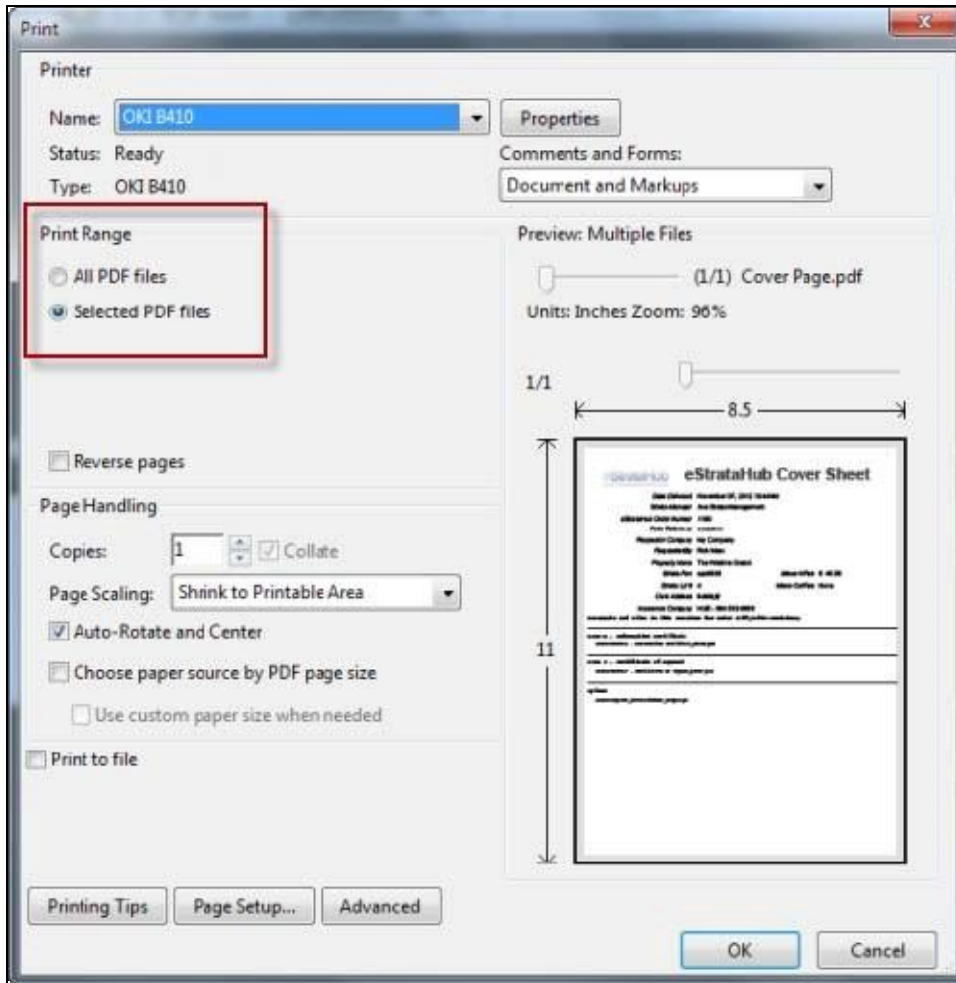 Print
Printer
Name: OKI B410
Properties
Status: Ready
Comments and Forms:
Type: OKI B410
Document and Markups
Print Range
Preview: Multiple Files
All PDF files
(1/1) Cover Page.pdf
Selected PDF files
Units: Inches Zoom: 96%
1/1
8.5
Reverse pages
eStrataHub Cover Sheet
Page Handling
Copies: 1 Collate
Page Scaling: Shrink to Printable Area
Auto-Rotate and Center
11
Choose paper source by PDF page size
Use custom paper size when needed
Print to file
Printing Tips
Page Setup...
Advanced
OK
Cancel